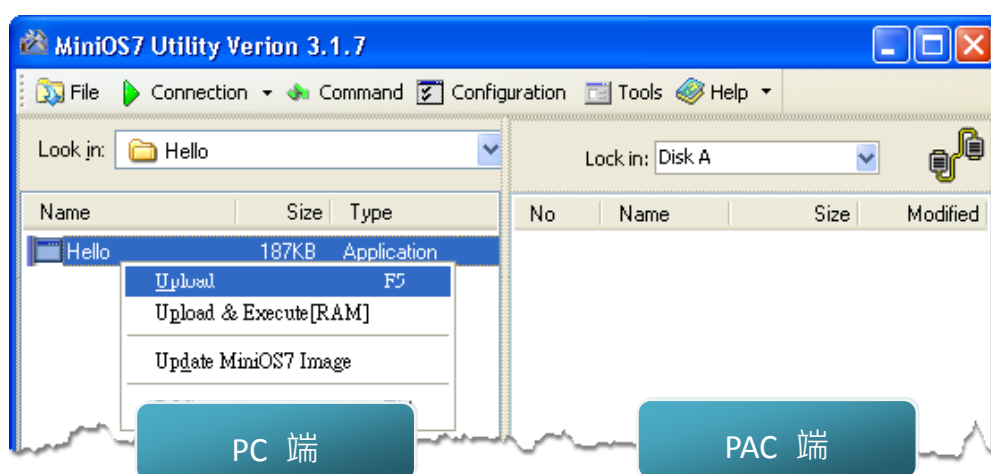 MiniOS7 Utility Verion 3.1.7
File Connection Command Configuration Tools Help
Look in: Hello
Lock in: Disk A
Name Size Type
No Name Size Modified
Hello 187KB Application
Upload F5
Upload & Execute[RAM]
Update MiniOS7 Image
PC 端
PAC 端